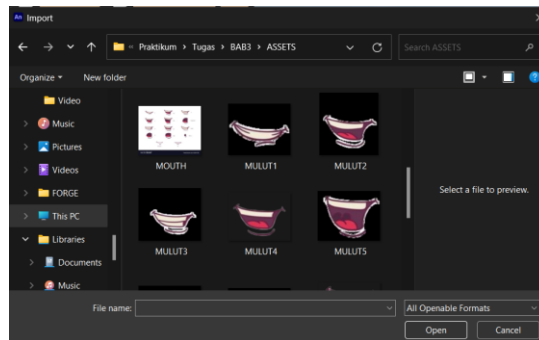 An Import
« Praktikum › Tugas › BAB3 › ASSETS
Search ASSETS
Organize
New folder
Video
Music
Pictures
Videos
FORGE
This PC
Libraries
Documents
Music
MOUTH
MULUT1
MULUT2
MULUT3
MULUT4
MULUT5
Select a file to preview.
File name:
All Openable Formats
Open
Cancel